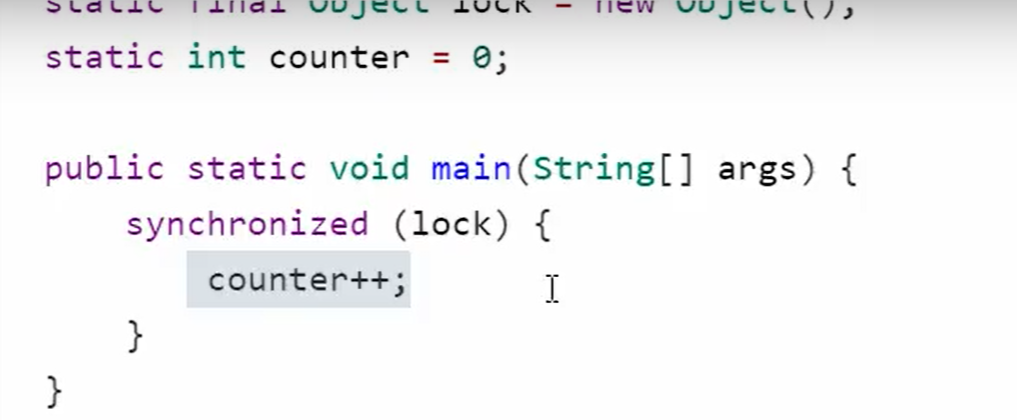 static final Object lock = new Object();
static int counter = 0;
public static void main(String[] args) {
synchronized (lock) {
counter++;
}
}